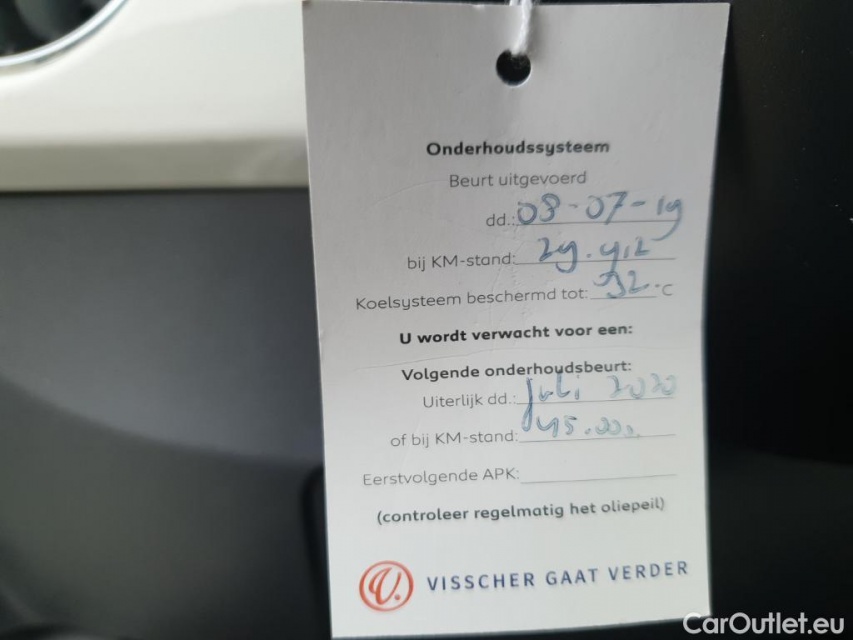 Onderhoudssysteem
Beurt uitgevoerd
dd.: 08-07-19
bij KM-stand: 29.412
Koelsysteem beschermd tot: 32.c
U wordt verwacht voor een:
Volgende onderhoudsbeurt:
Uiterlijk dd.: Juli 2020
of bij KM-stand: 45.000
Eerstvolgende APK:
(controleer regelmatig het oliepeil)
V. VISSCHER GAAT VERDER
CarOutlet.eu